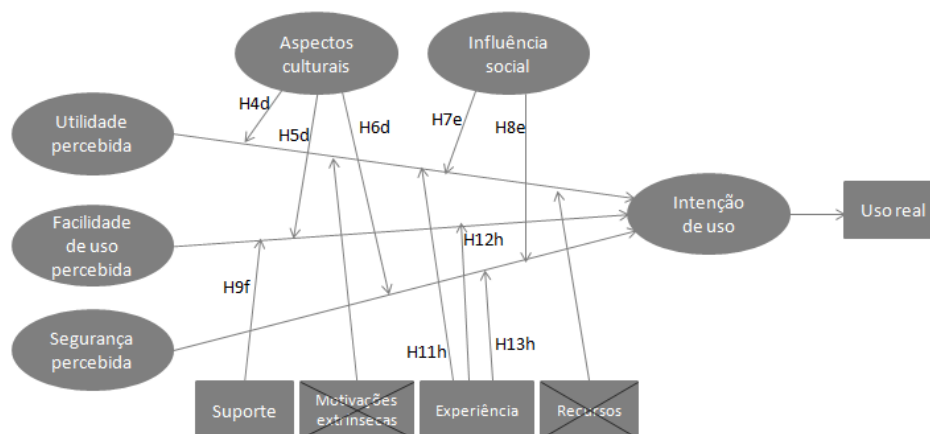 Aspectos
culturais
Influência
social
H4d
H5d
H6d
H7e
H8e
Utilidade
percebida
Facilidade
de uso
percebida
Segurança
percebida
Intenção
de uso
Uso real
H9f
H12h
H11h
H13h
Suporte
Motivações
extrinsecas
Experiência
Recursos